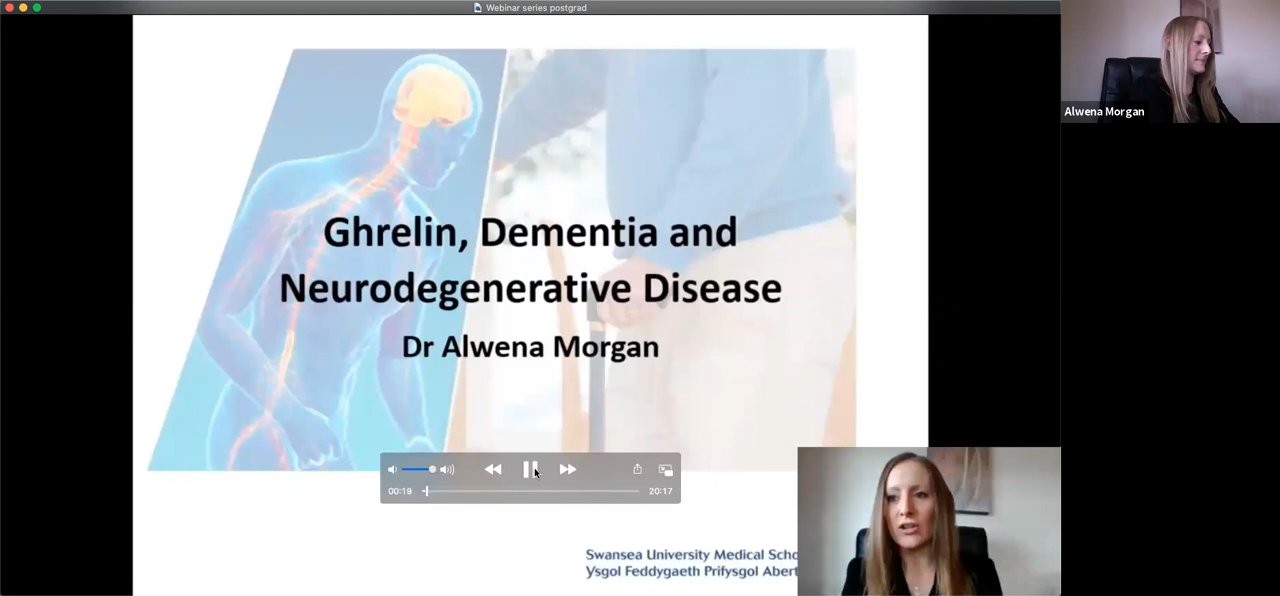 Webinar series postgrad
Alwena Morgan
Ghrelin, Dementia and
Neurodegenerative Disease
Dr Alwena Morgan
00:19
20:17
Swansea University Medical Scho
Ysgol Feddygaeth Prifysgol Abert